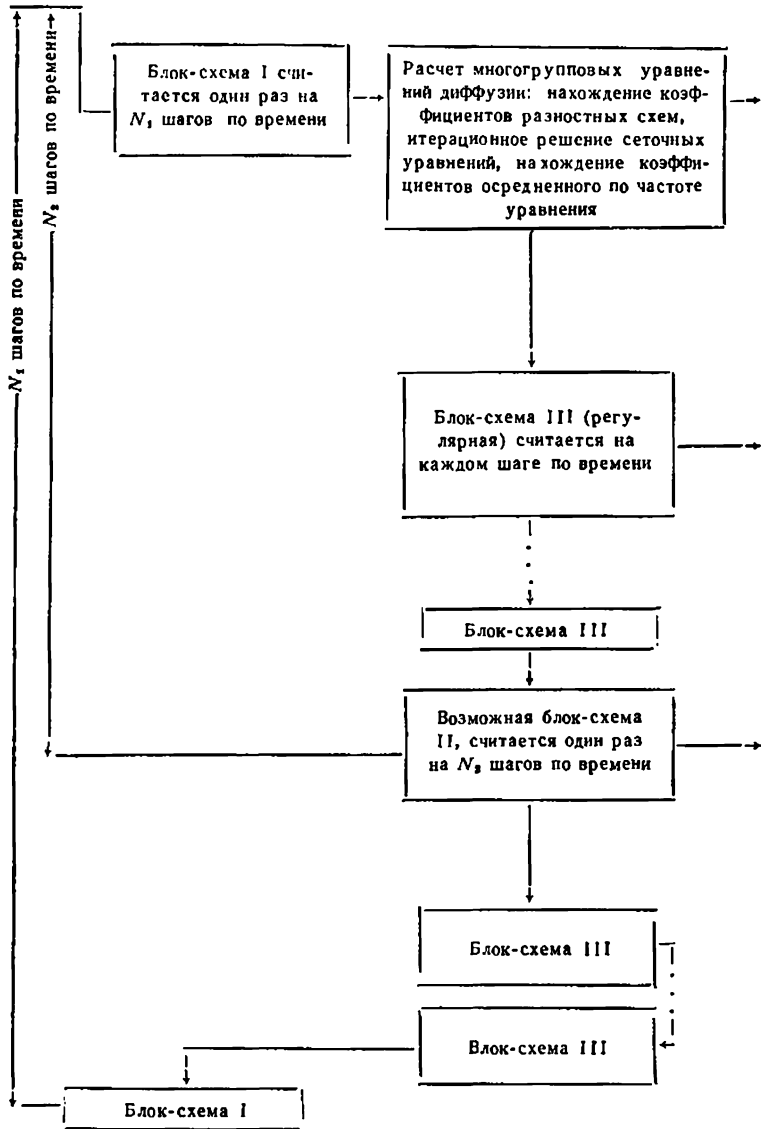 Блок-схема I счи-
тается один раз на
N₁ шагов по времени
Расчет многогрупповых уравне-
ний диффузии: нахождение коэф-
фициентов разностных схем,
итерационное решение сеточных
уравнений, нахождение коэффи-
циентов осредненного по частоте
уравнения
N₁ шагов по времени
N₂ шагов по времени
Блок-схема III (регу-
лярная) считается на
каждом шаге по времени
Блок-схема III
Возможная блок-схема
II, считается один раз
на N₂ шагов по времени
Блок-схема III
Влок-схема III
Блок-схема I